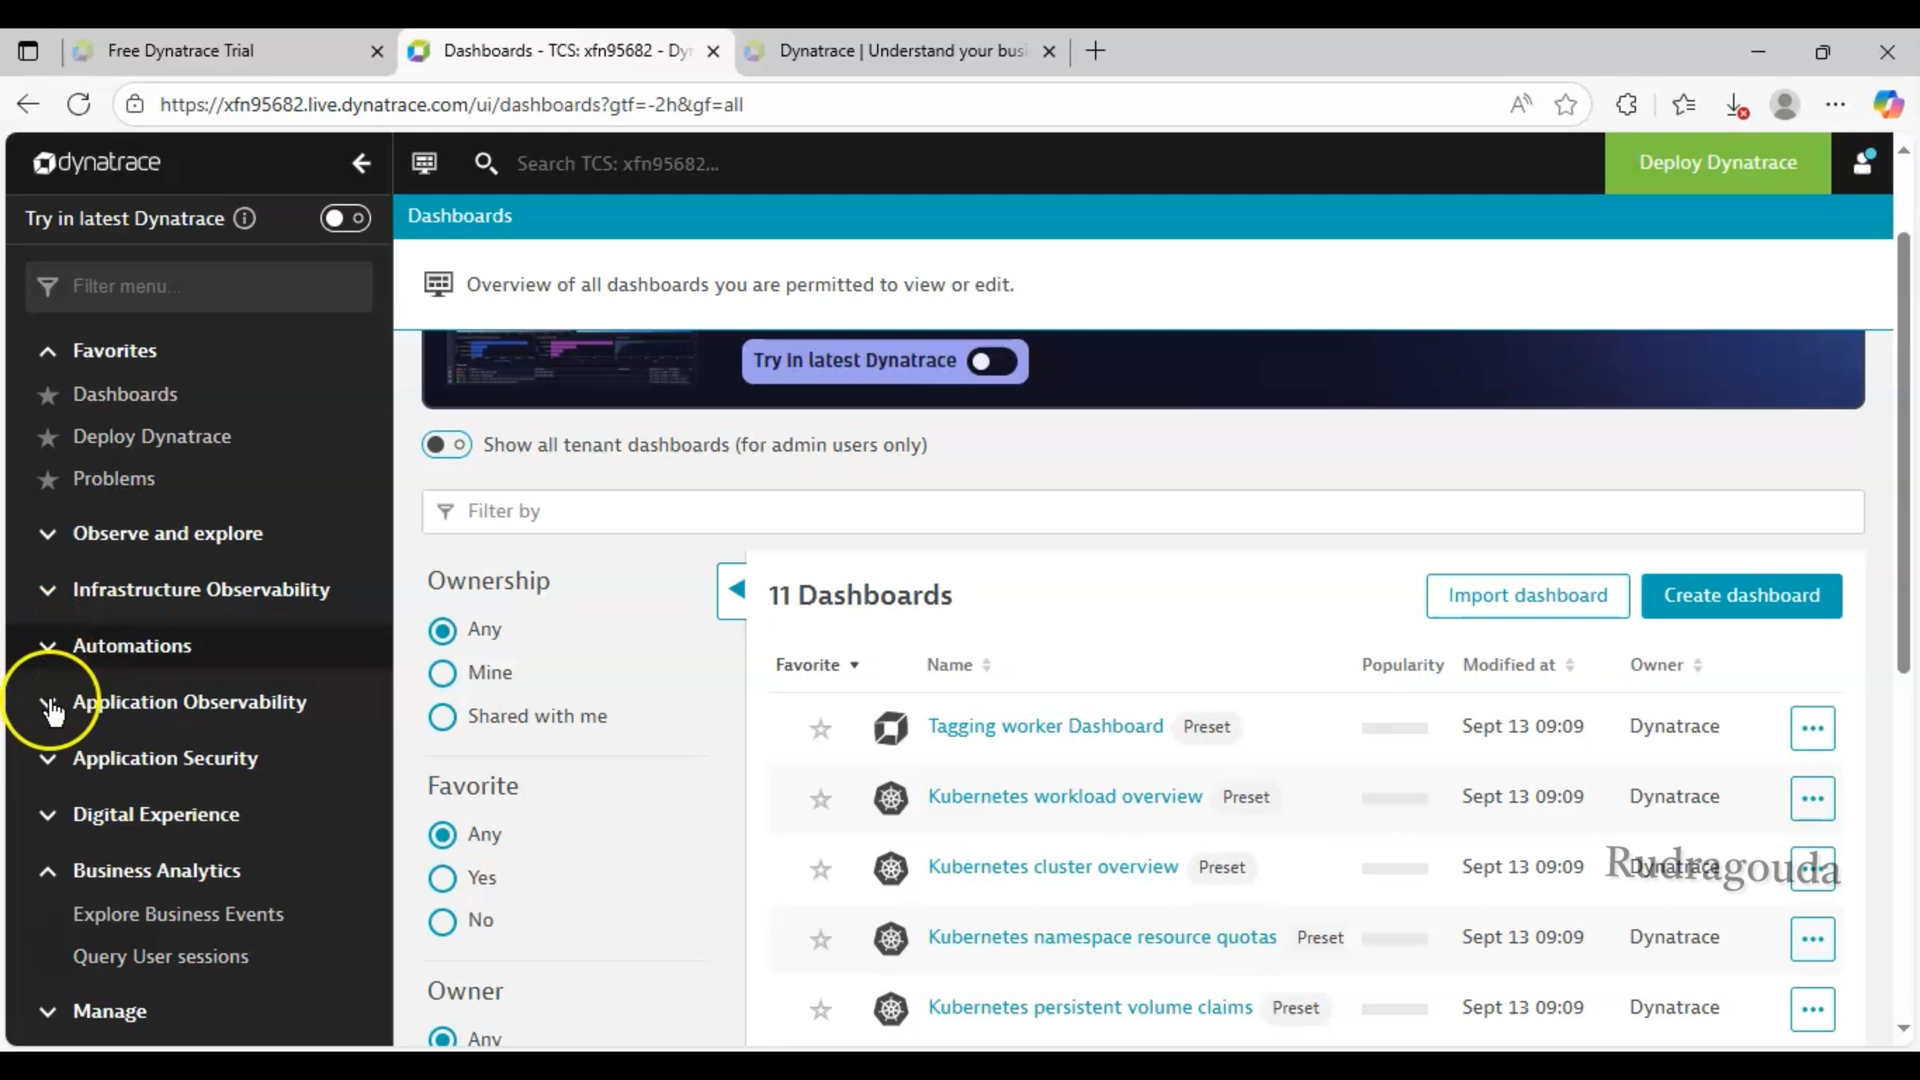 Free Dynatrace Trial
Dashboards - TCS: xfn95682 - Dyn
Dynatrace | Understand your busi
https://xfn95682.live.dynatrace.com/ui/dashboards?gtf=-2h&gf=all
dynatrace
Search TCS: xfn95682...
Deploy Dynatrace
Try in latest Dynatrace
Filter menu...
Favorites
Dashboards
Deploy Dynatrace
Problems
Observe and explore
Infrastructure Observability
Automations
Application Observability
Application Security
Digital Experience
Business Analytics
Explore Business Events
Query User sessions
Manage
Dashboards
Overview of all dashboards you are permitted to view or edit.
Try in latest Dynatrace
Show all tenant dashboards (for admin users only)
Filter by
Ownership
Any
Mine
Shared with me
Favorite
Any
Yes
No
Owner
Any
11 Dashboards
Import dashboard
Create dashboard
Favorite Name Popularity Modified at Owner
Tagging worker Dashboard Preset Sept 13 09:09 Dynatrace
Kubernetes workload overview Preset Sept 13 09:09 Dynatrace
Kubernetes cluster overview Preset Sept 13 09:09 Dynatrace
Rudragouda
Kubernetes namespace resource quotas Preset Sept 13 09:09 Dynatrace
Kubernetes persistent volume claims Preset Sept 13 09:09 Dynatrace